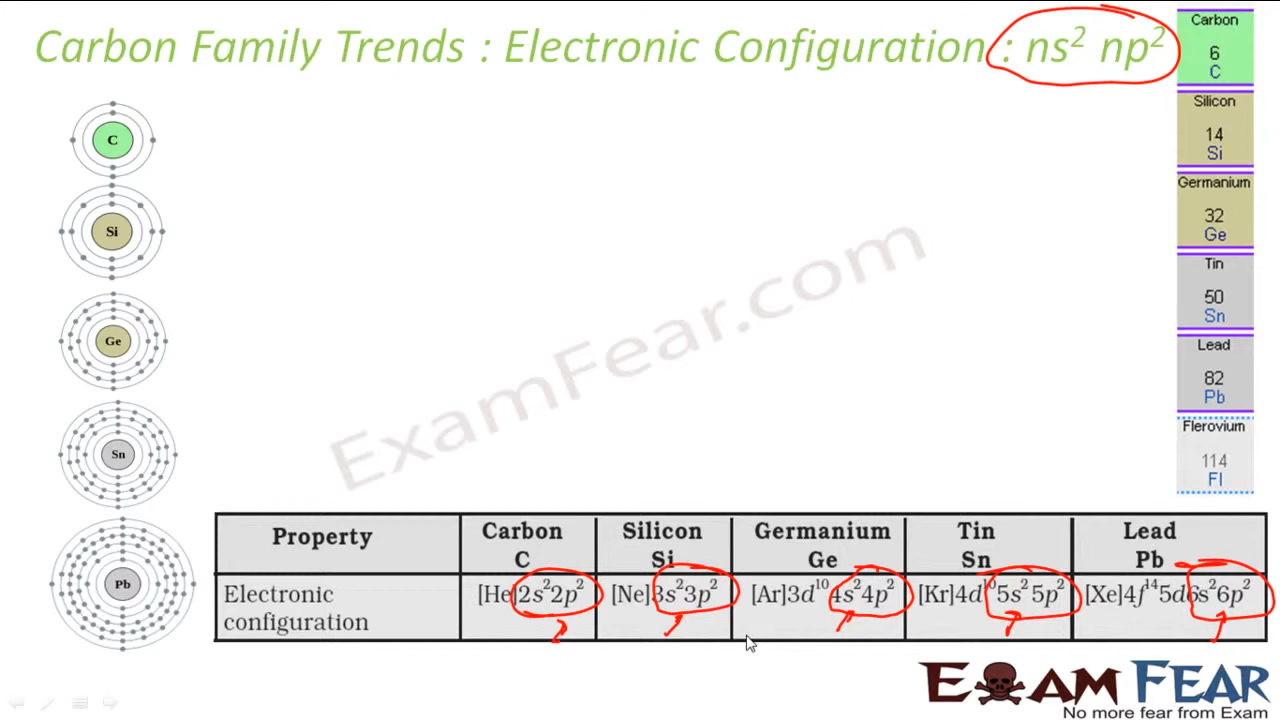 Carbon Family Trends : Electronic Configuration : ns² np²
Carbon
6
C
Silicon
14
Si
Germanium
32
Ge
Tin
50
Sn
Lead
82
Pb
Flerovium
114
Fl
C
Si
Ge
Sn
Pb
ExamFear.com
Property Carbon Silicon Germanium Tin Lead
C Si Ge Sn Pb
Electronic configuration [He]2s²2p² [Ne]3s²3p² [Ar]3d¹⁰4s²4p² [Kr]4d¹⁰5s²5p² [Xe]4f¹⁴5d6s²6p²
EXAM FEAR
No more fear from Exam